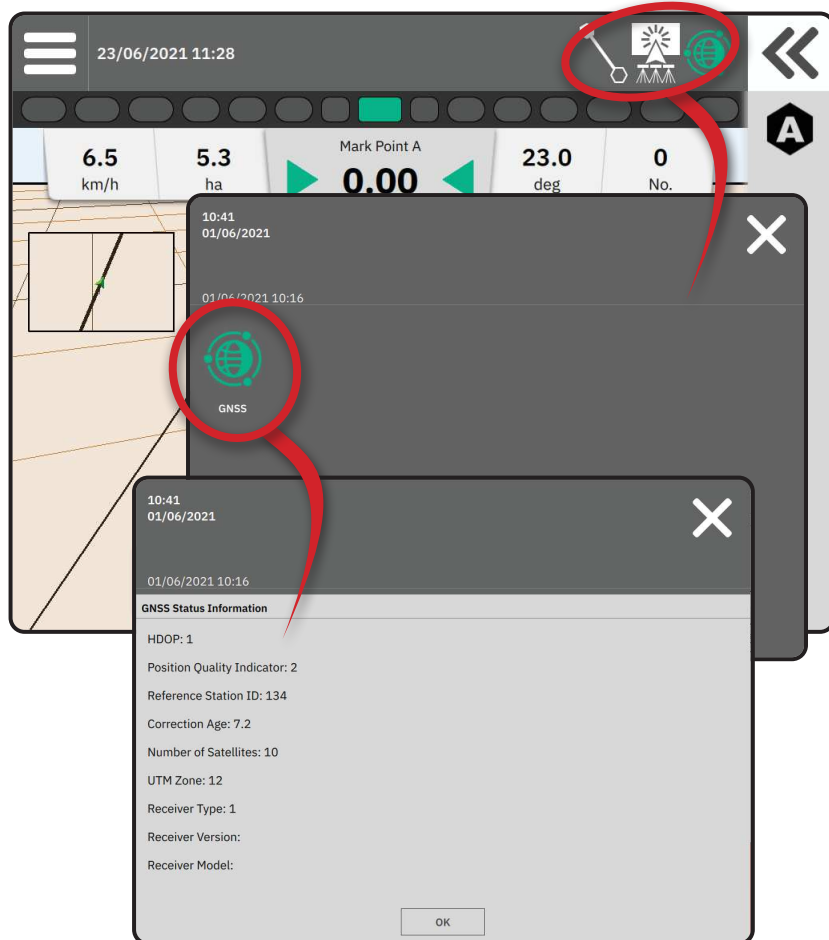 23/06/2021 11:28
A
Mark Point A
6.5
5.3
0.00
23.0
0
km/h
ha
deg
No.
10:41
01/06/2021
01/06/2021 10:16
GNSS
10:41
01/06/2021
01/06/2021 10:16
GNSS Status Information
HDOP: 1
Position Quality Indicator: 2
Reference Station ID: 134
Correction Age: 7.2
Number of Satellites: 10
UTM Zone: 12
Receiver Type: 1
Receiver Version:
Receiver Model:
OK